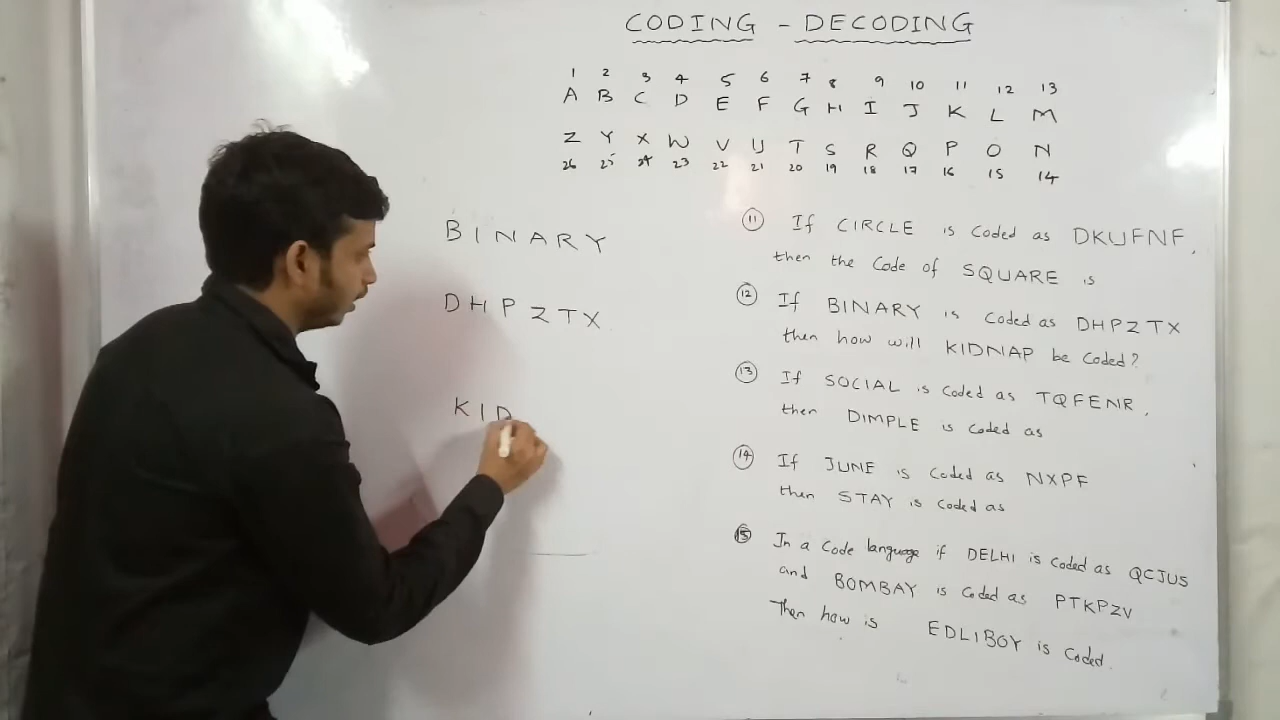 CODING - DECODING
1 2 3 4 5 6 7 8 9 10 11 12 13
A B C D E F G H I J K L M
Z Y X W V U T S R Q P O N
26 25 24 23 22 21 20 19 18 17 16 15 14
BINARY
DHPZTX
KID
11 If CIRCLE is coded as DKUFNF,
then the code of SQUARE is
12 If BINARY is coded as DHPZTX
then how will KIDNAP be coded?
13 If SOCIAL is coded as TQFENR,
then DIMPLE is coded as
14 If JUNE is coded as NXPF
then STAY is coded as
15 In a code language if DELHI is coded as QCJUS
and BOMBAY is coded as PTKPZV
Then how is EDLIBOY is coded.